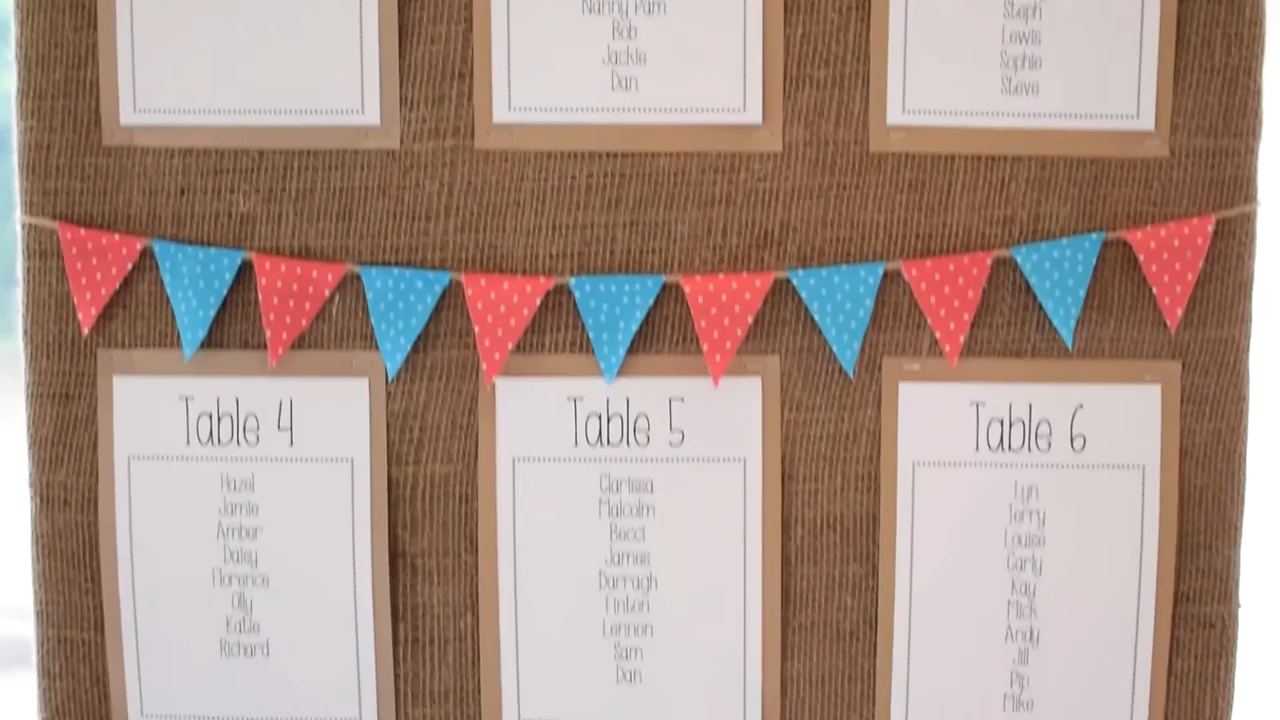 Nanny Pam
Bob
Jackie
Dan
Steph
Lewis
Sophie
Steve
Table 4
Hazel
Jamie
Amber
Daisy
Florence
Olly
Katie
Richard
Table 5
Clarissa
Malcolm
Becci
James
Darragh
Fintan
Lennon
Sam
Dan
Table 6
Lyn
Terry
Louise
Carly
Kay
Mick
Andy
Jill
Pip
Mike